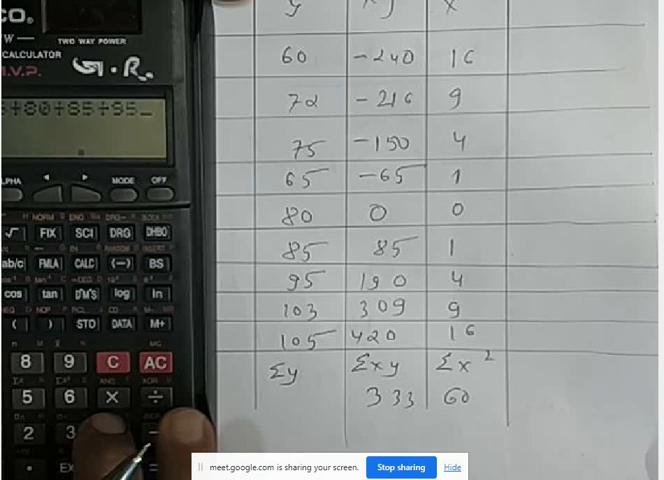 CO.
W—
TWO WAY POWER
CALCULATOR
V.P.
+80+85+95_
ALPHA ◄ ► MODE OFF
√ FIX SCI DRG DHBO
ab/c FMLA CALC (—) BS
cos tan D°M'S log ln
( ) STO DATA M+
8 9 C AC
5 6 × ÷
2 3 −
• =
y xy x
60 -240 16
72 -216 9
75 -150 4
65 -65 1
80 0 0
85 85 1
95 190 4
103 309 9
105 420 16
Σy Σxy Σx²
333 60
meet.google.com is sharing your screen. Stop sharing Hide